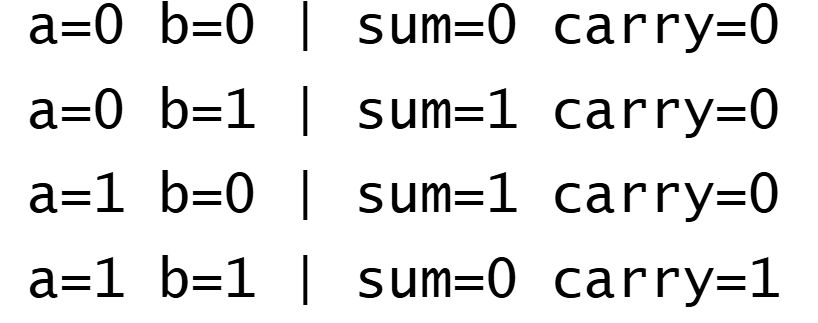 a=0 b=0 | sum=0 carry=0
a=0 b=1 | sum=1 carry=0
a=1 b=0 | sum=1 carry=0
a=1 b=1 | sum=0 carry=1